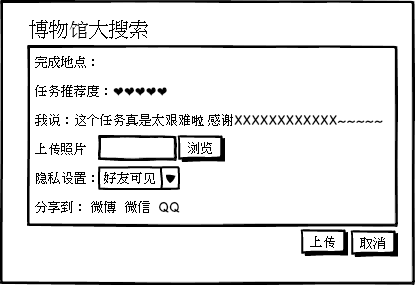 博物馆大搜索
完成地点：
任务推荐度：♥♥♥♥♥
我说：这个任务真是太艰难啦 感谢XXXXXXXXXXXX~~~~~
上传照片 浏览
隐私设置：好友可见
分享到： 微博 微信 QQ
上传 取消